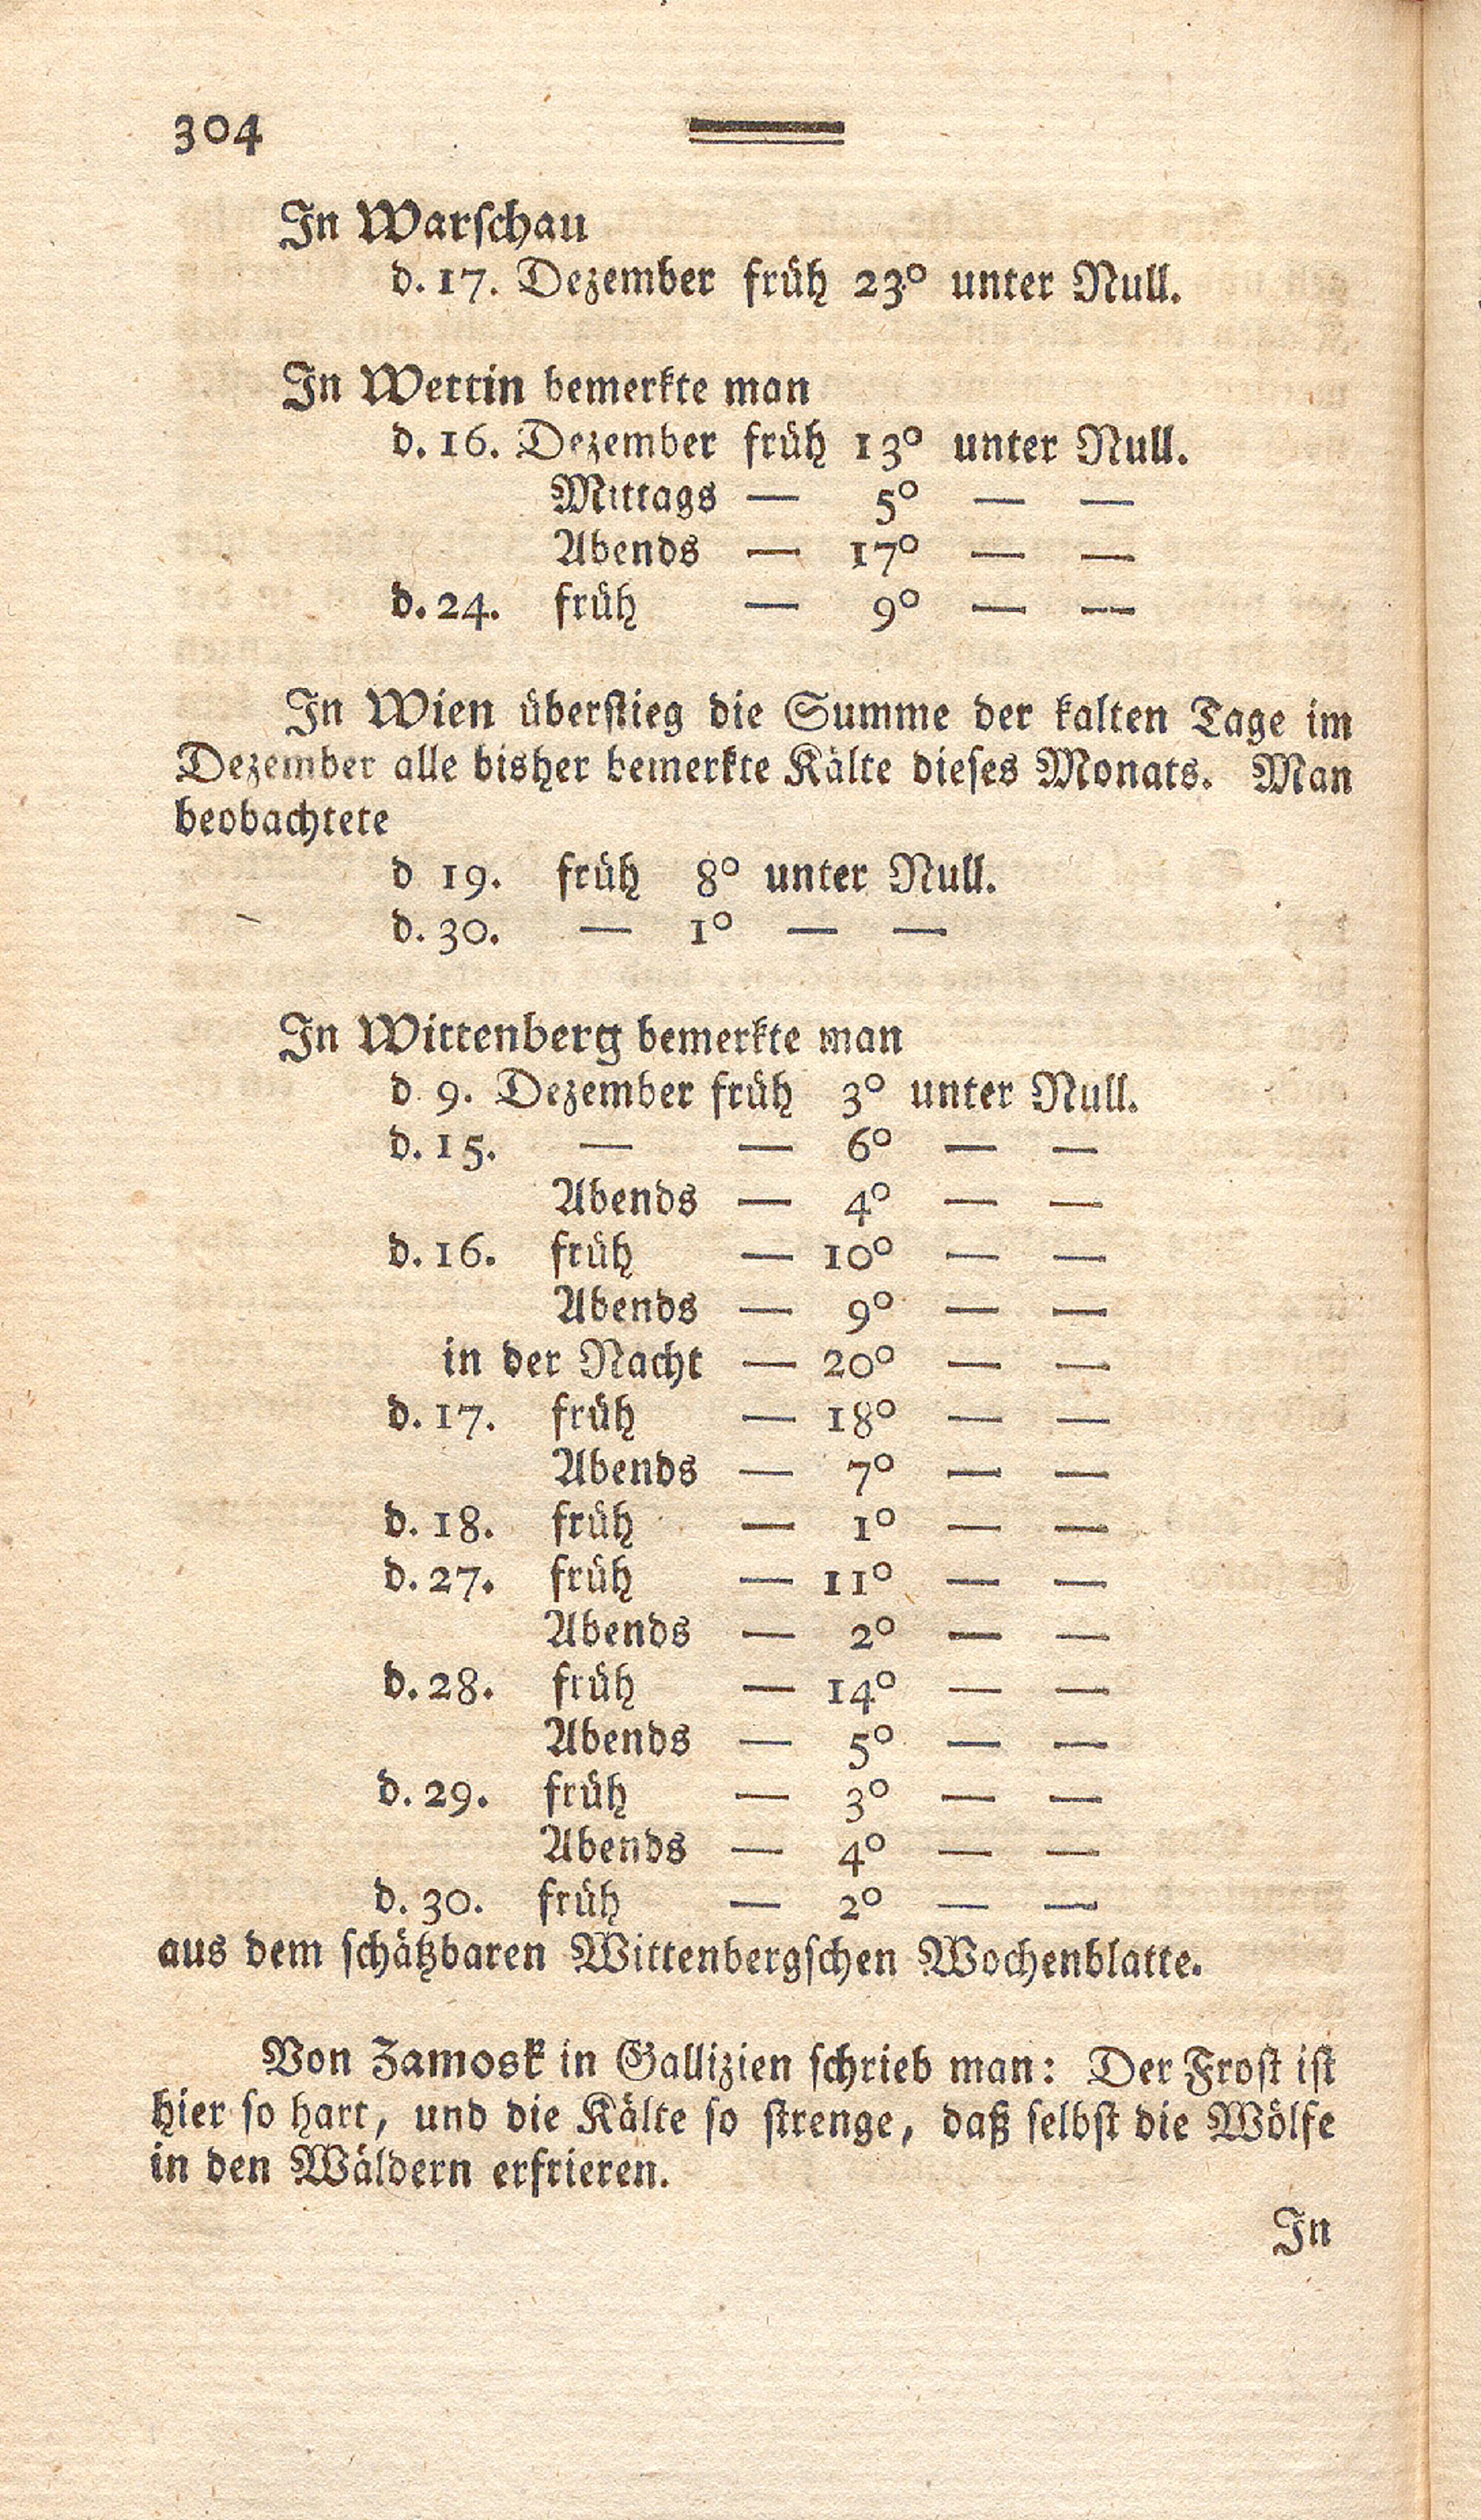 304
In Warschau
d. 17. Dezember früh 23° unter Null.
In Wettin bemerkte man
d. 16. Dezember früh 13° unter Null.
Mittags — 5° — —
Abends — 17° — —
d. 24. früh — 9° — —
In Wien überstieg die Summe der kalten Tage im
Dezember alle bisher bemerkte Kälte dieses Monats. Man
beobachtete
d 19. früh 8° unter Null.
d. 30. — 1° — —
In Wittenberg bemerkte man
d 9. Dezember früh 3° unter Null.
d. 15. — — 6° — —
Abends — 4° — —
d. 16. früh — 10° — —
Abends — 9° — —
in der Nacht — 20° — —
d. 17. früh — 18° — —
Abends — 7° — —
d. 18. früh — 1° — —
d. 27. früh — 11° — —
Abends — 2° — —
d. 28. früh — 14° — —
Abends — 5° — —
d. 29. früh — 3° — —
Abends — 4° — —
d. 30. früh — 2° — —
aus dem schätzbaren Wittenbergschen Wochenblatte.
Von Zamosk in Gallizien schrieb man: Der Frost ist
hier so hart, und die Kälte so strenge, daß selbst die Wölfe
in den Wäldern erfrieren.
In